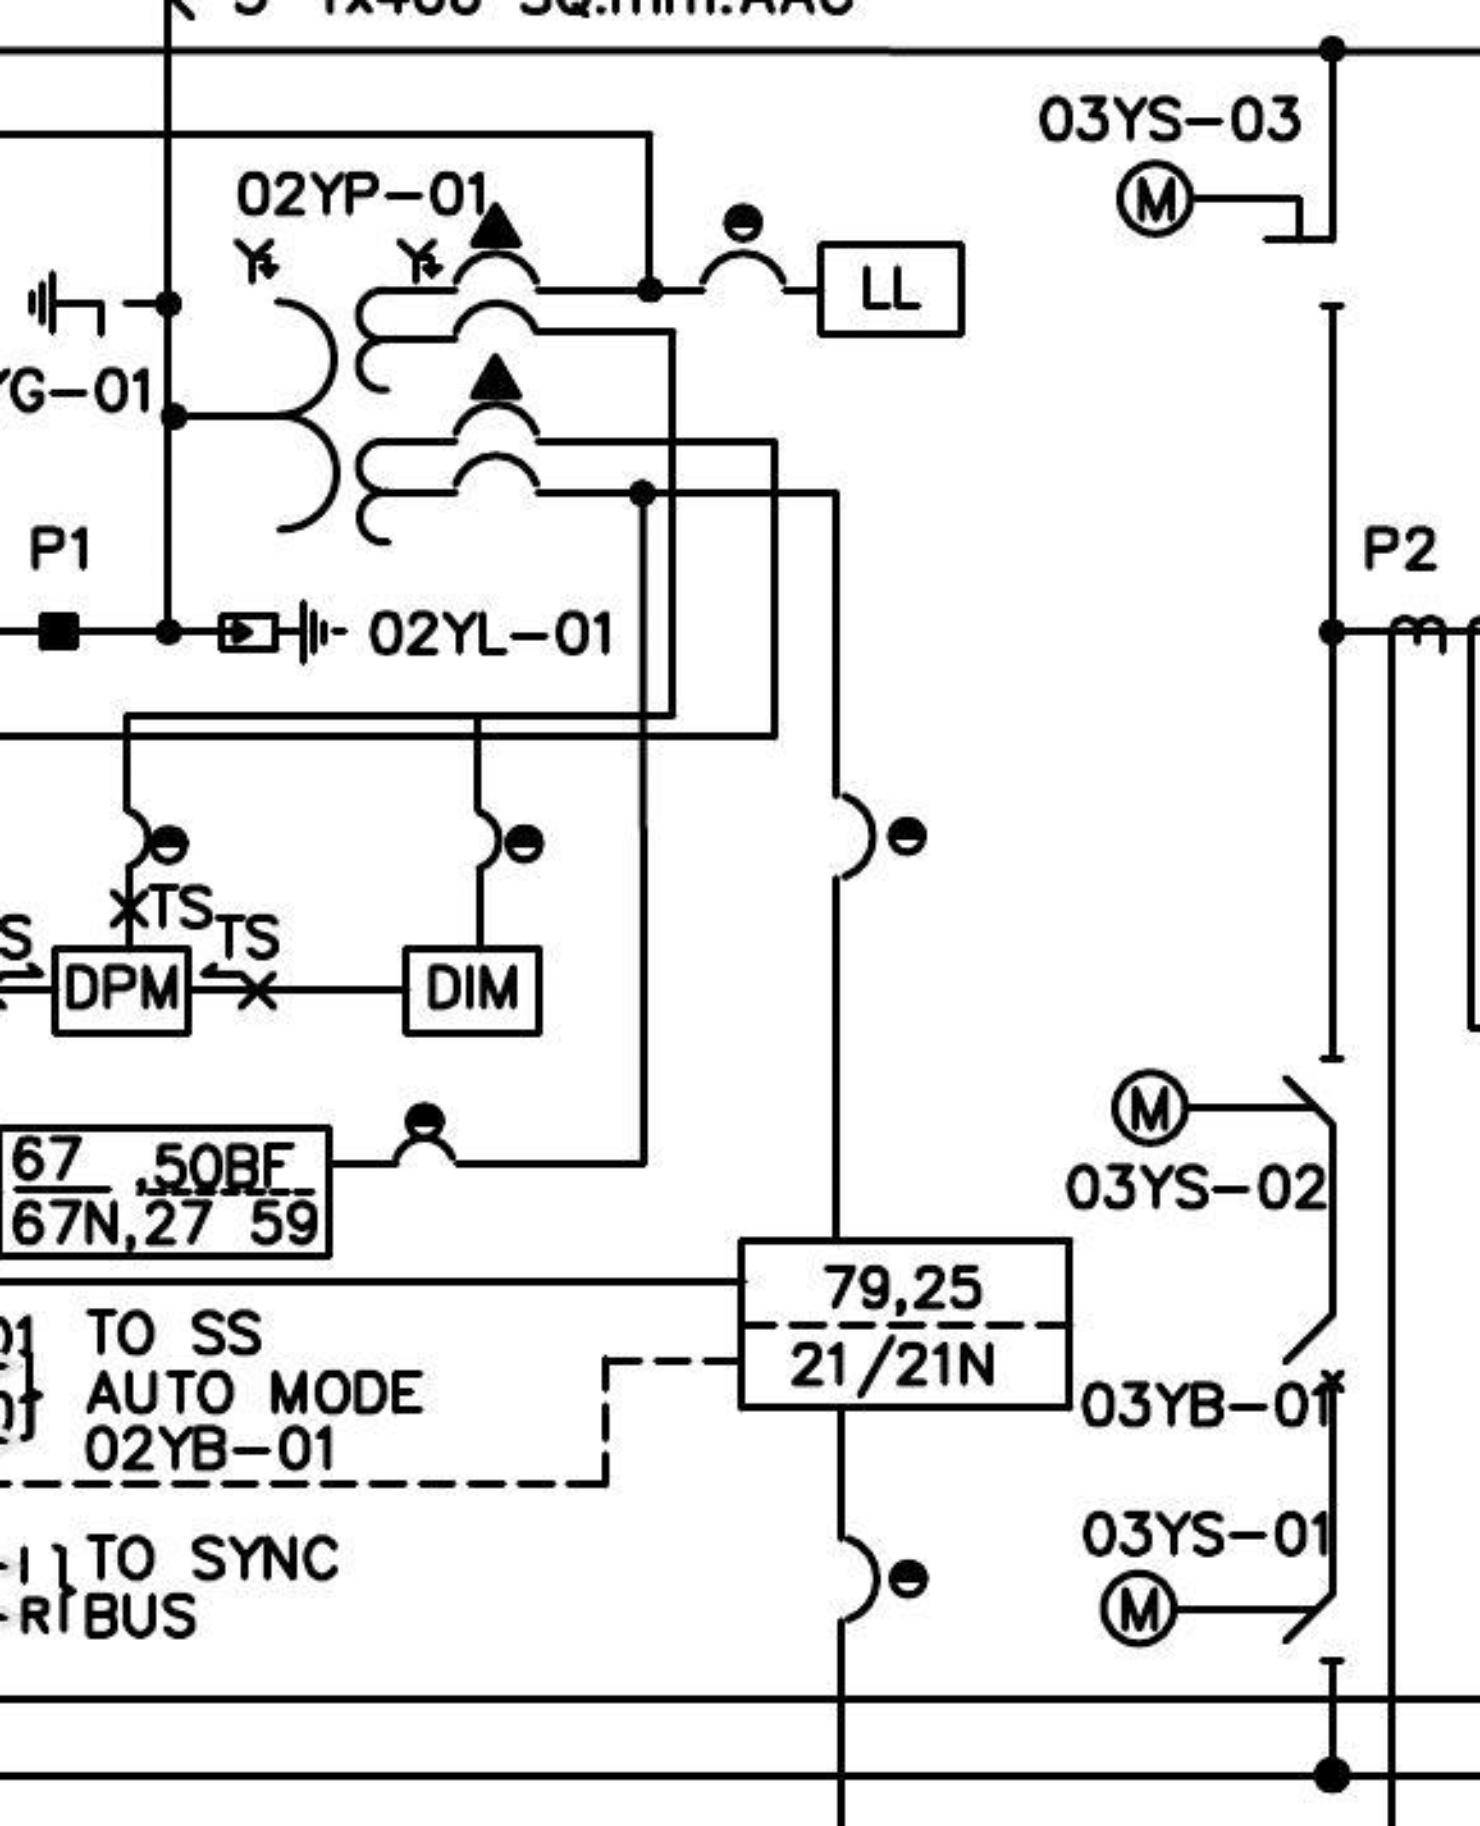 03YS-03
M
02YP-01
LL
YG-01
P1
P2
02YL-01
TS
TS
DPM
DIM
M
67 ,50BF
67N,27 59
03YS-02
79,25
21/21N
TO SS
AUTO MODE
02YB-01
03YB-01
03YS-01
TO SYNC
BUS
R
M